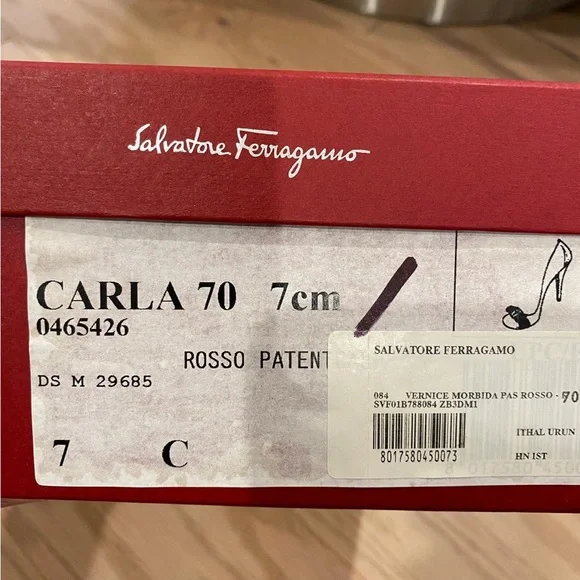 Salvatore Ferragamo
CARLA 70 7cm
0465426
ROSSO PATENT
DS M 29685
7 C
SALVATORE FERRAGAMO
084 VERNICE MORBIDA PAS ROSSO - 70
SVF01B788084 ZB3DM1
ITHAL URUN
8017580450073
HN IST